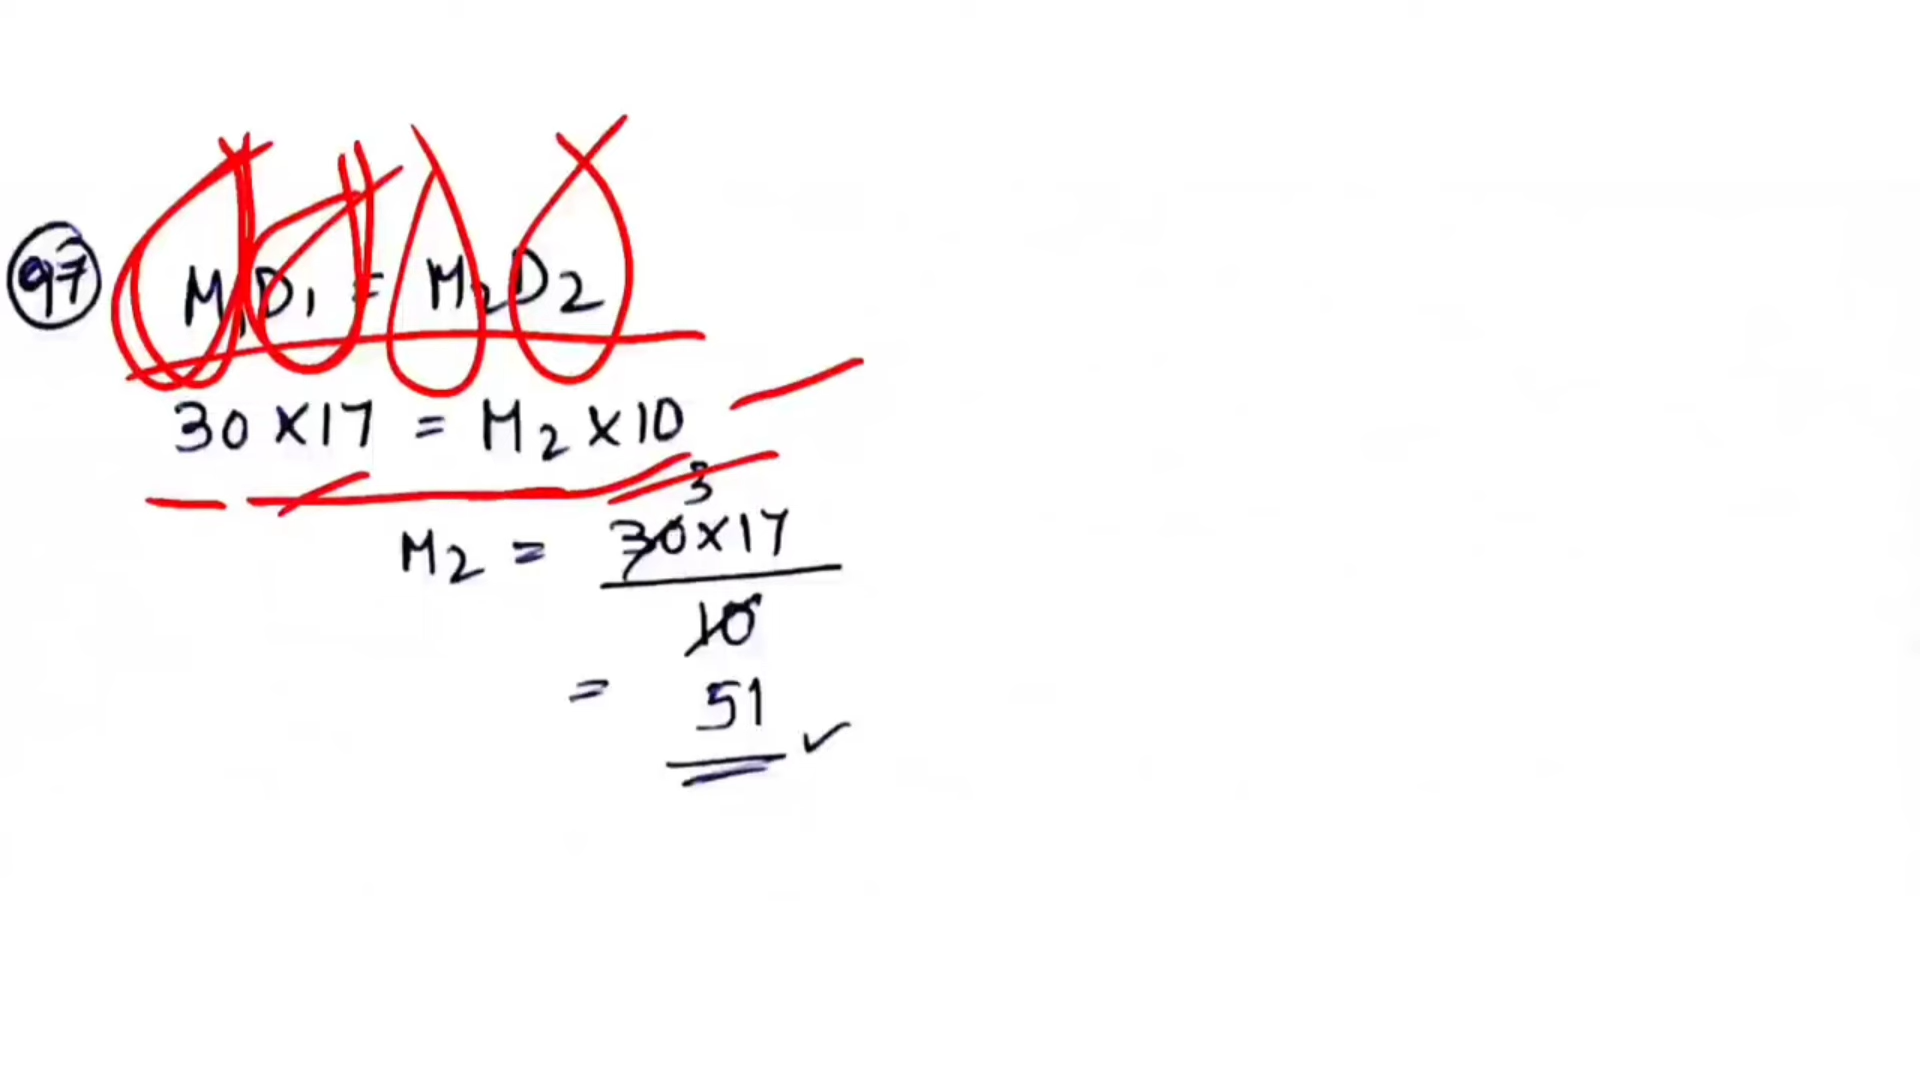 97 M1D1 = M2D2
30 × 17 = M2 × 10
3
M2 = 30 × 17
10
= 51 ✓